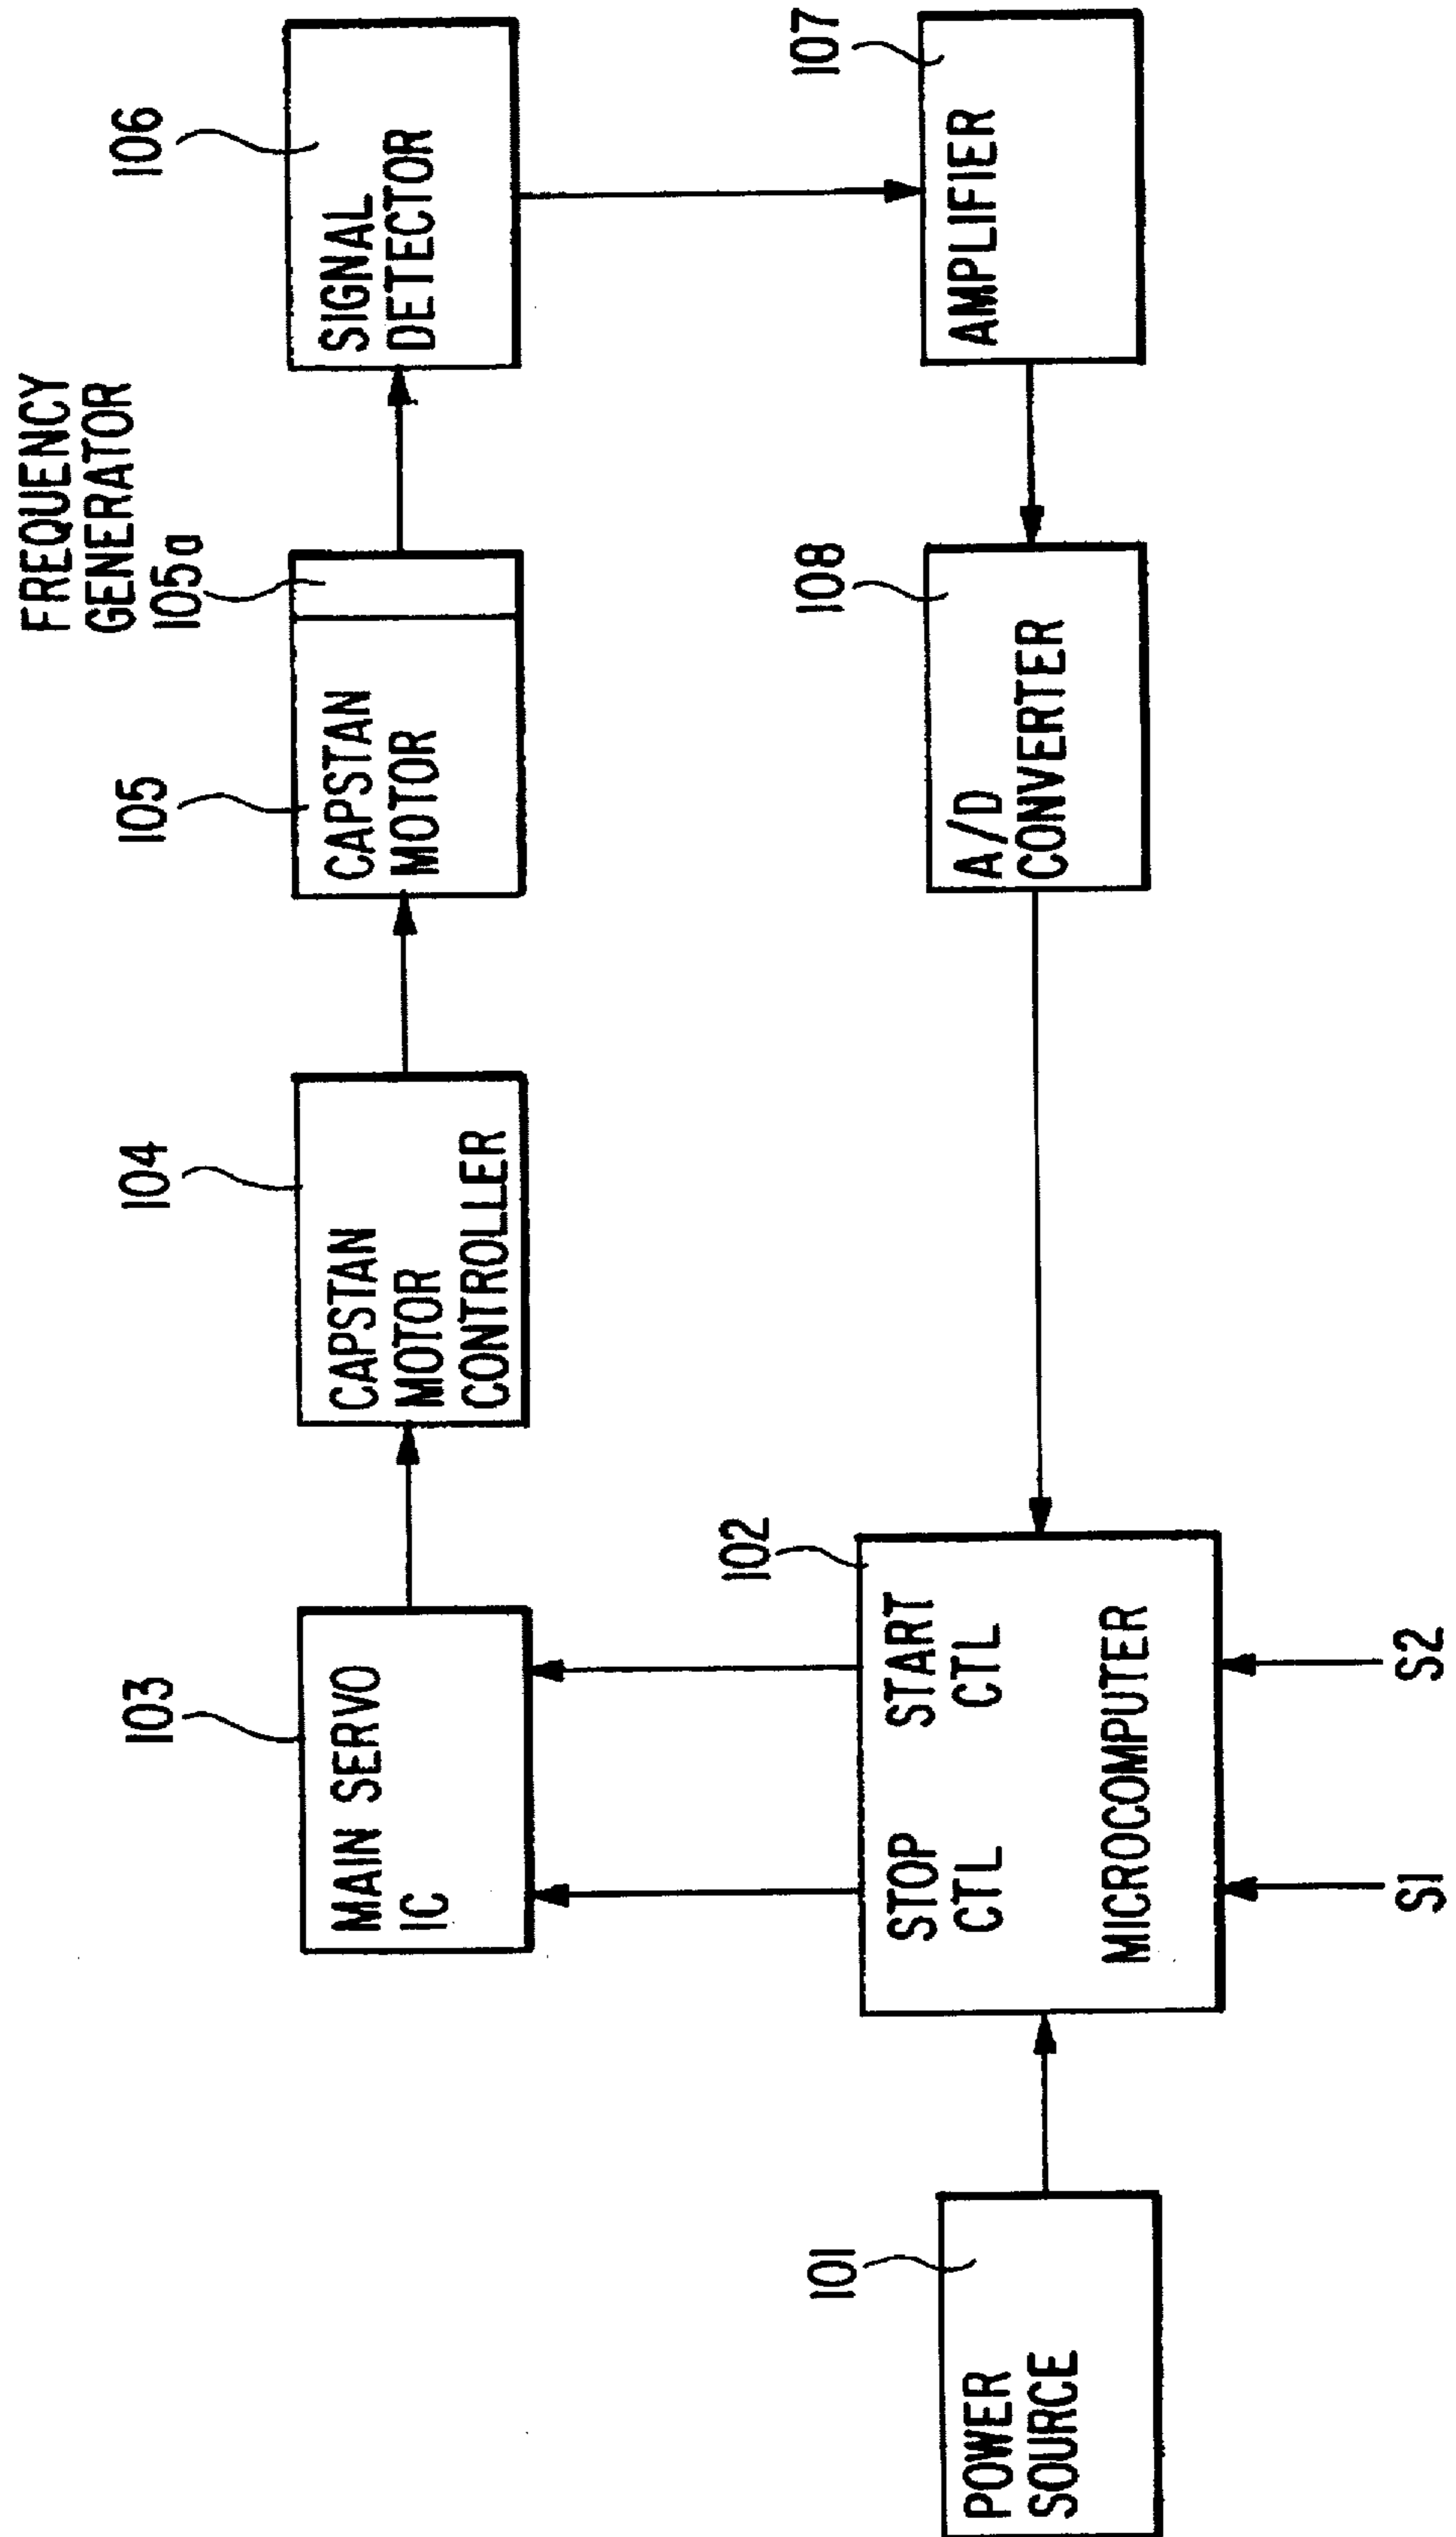 FREQUENCY
GENERATOR
105a
103
104
105
106
MAIN SERVO
IC
CAPSTAN
MOTOR
CONTROLLER
CAPSTAN
MOTOR
SIGNAL
DETECTOR
101
102
108
107
POWER
SOURCE
STOP
CTL
START
CTL
MICROCOMPUTER
A/D
CONVERTER
AMPLIFIER
S1
S2